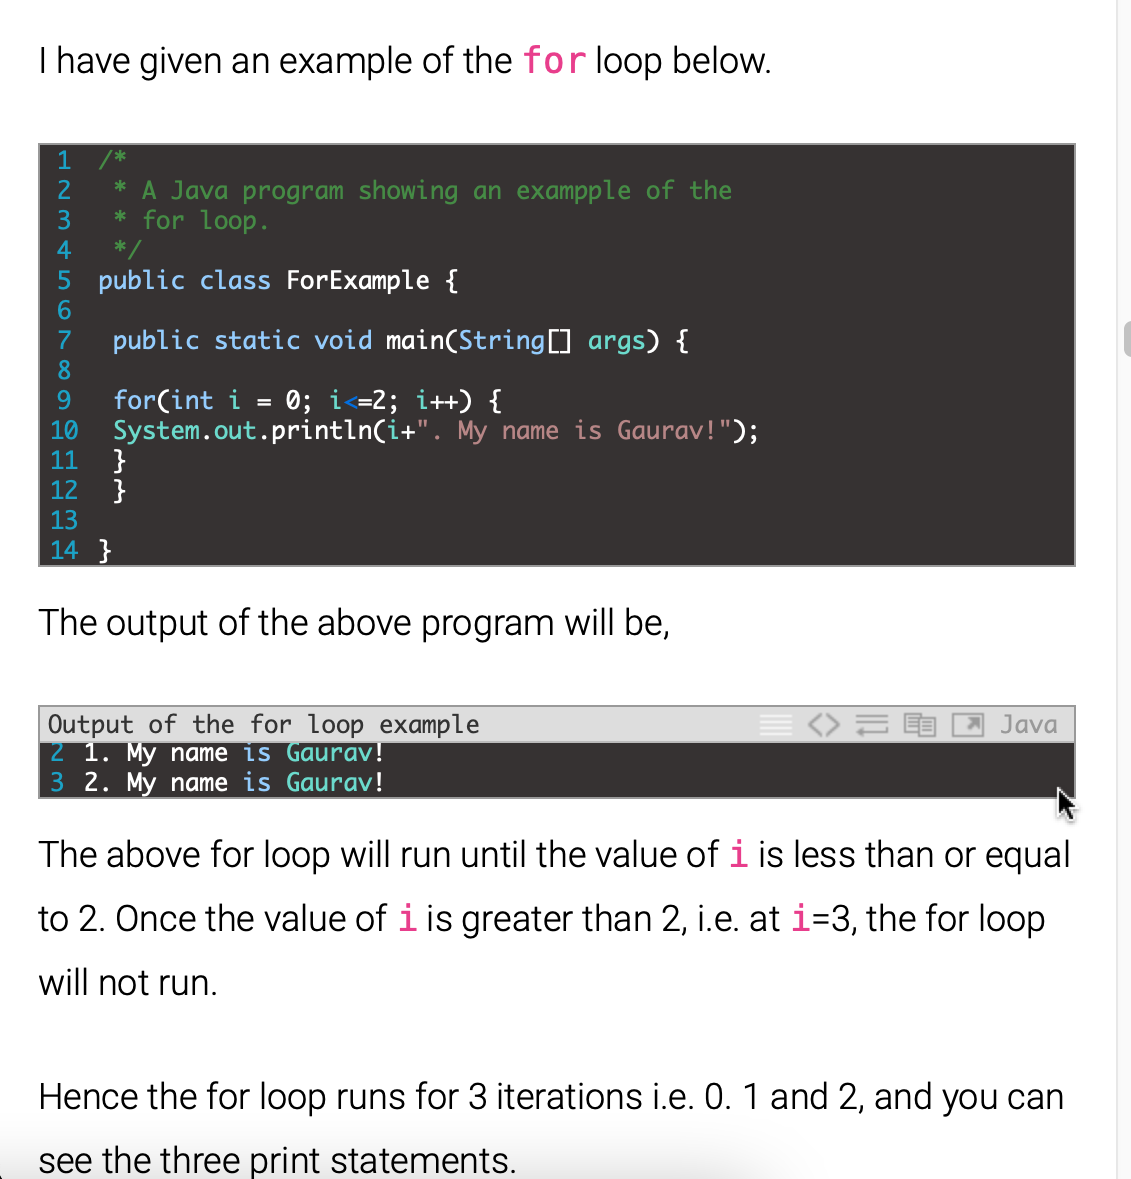 I have given an example of the for loop below.
1 /*
2 * A Java program showing an exampple of the
3 * for loop.
4 */
5 public class ForExample {
6
7 public static void main(String[] args) {
8
9 for(int i = 0; i<=2; i++) {
10 System.out.println(i+". My name is Gaurav!");
11 }
12 }
13
14 }
The output of the above program will be,
Output of the for loop example Java
2 1. My name is Gaurav!
3 2. My name is Gaurav!
The above for loop will run until the value of i is less than or equal
to 2. Once the value of i is greater than 2, i.e. at i=3, the for loop
will not run.
Hence the for loop runs for 3 iterations i.e. 0. 1 and 2, and you can
see the three print statements.